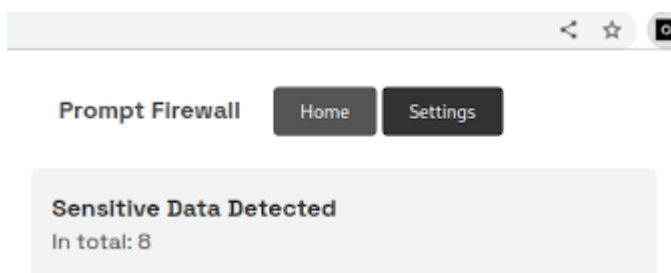 Prompt Firewall Home Settings
Sensitive Data Detected
In total: 8